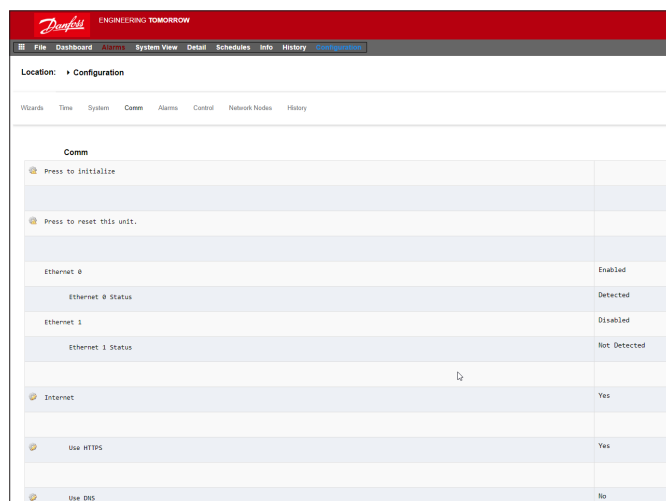 Danfoss
ENGINEERING TOMORROW
File Dashboard Alarms System View Detail Schedules Info History Configuration
Location: Configuration
Wizards Time System Comm Alarms Control Network Nodes History
Comm
Press to initialize
Press to reset this unit.
Ethernet 0 Enabled
Ethernet 0 Status Detected
Ethernet 1 Disabled
Ethernet 1 Status Not Detected
Internet Yes
Use HTTPS Yes
Use DNS No